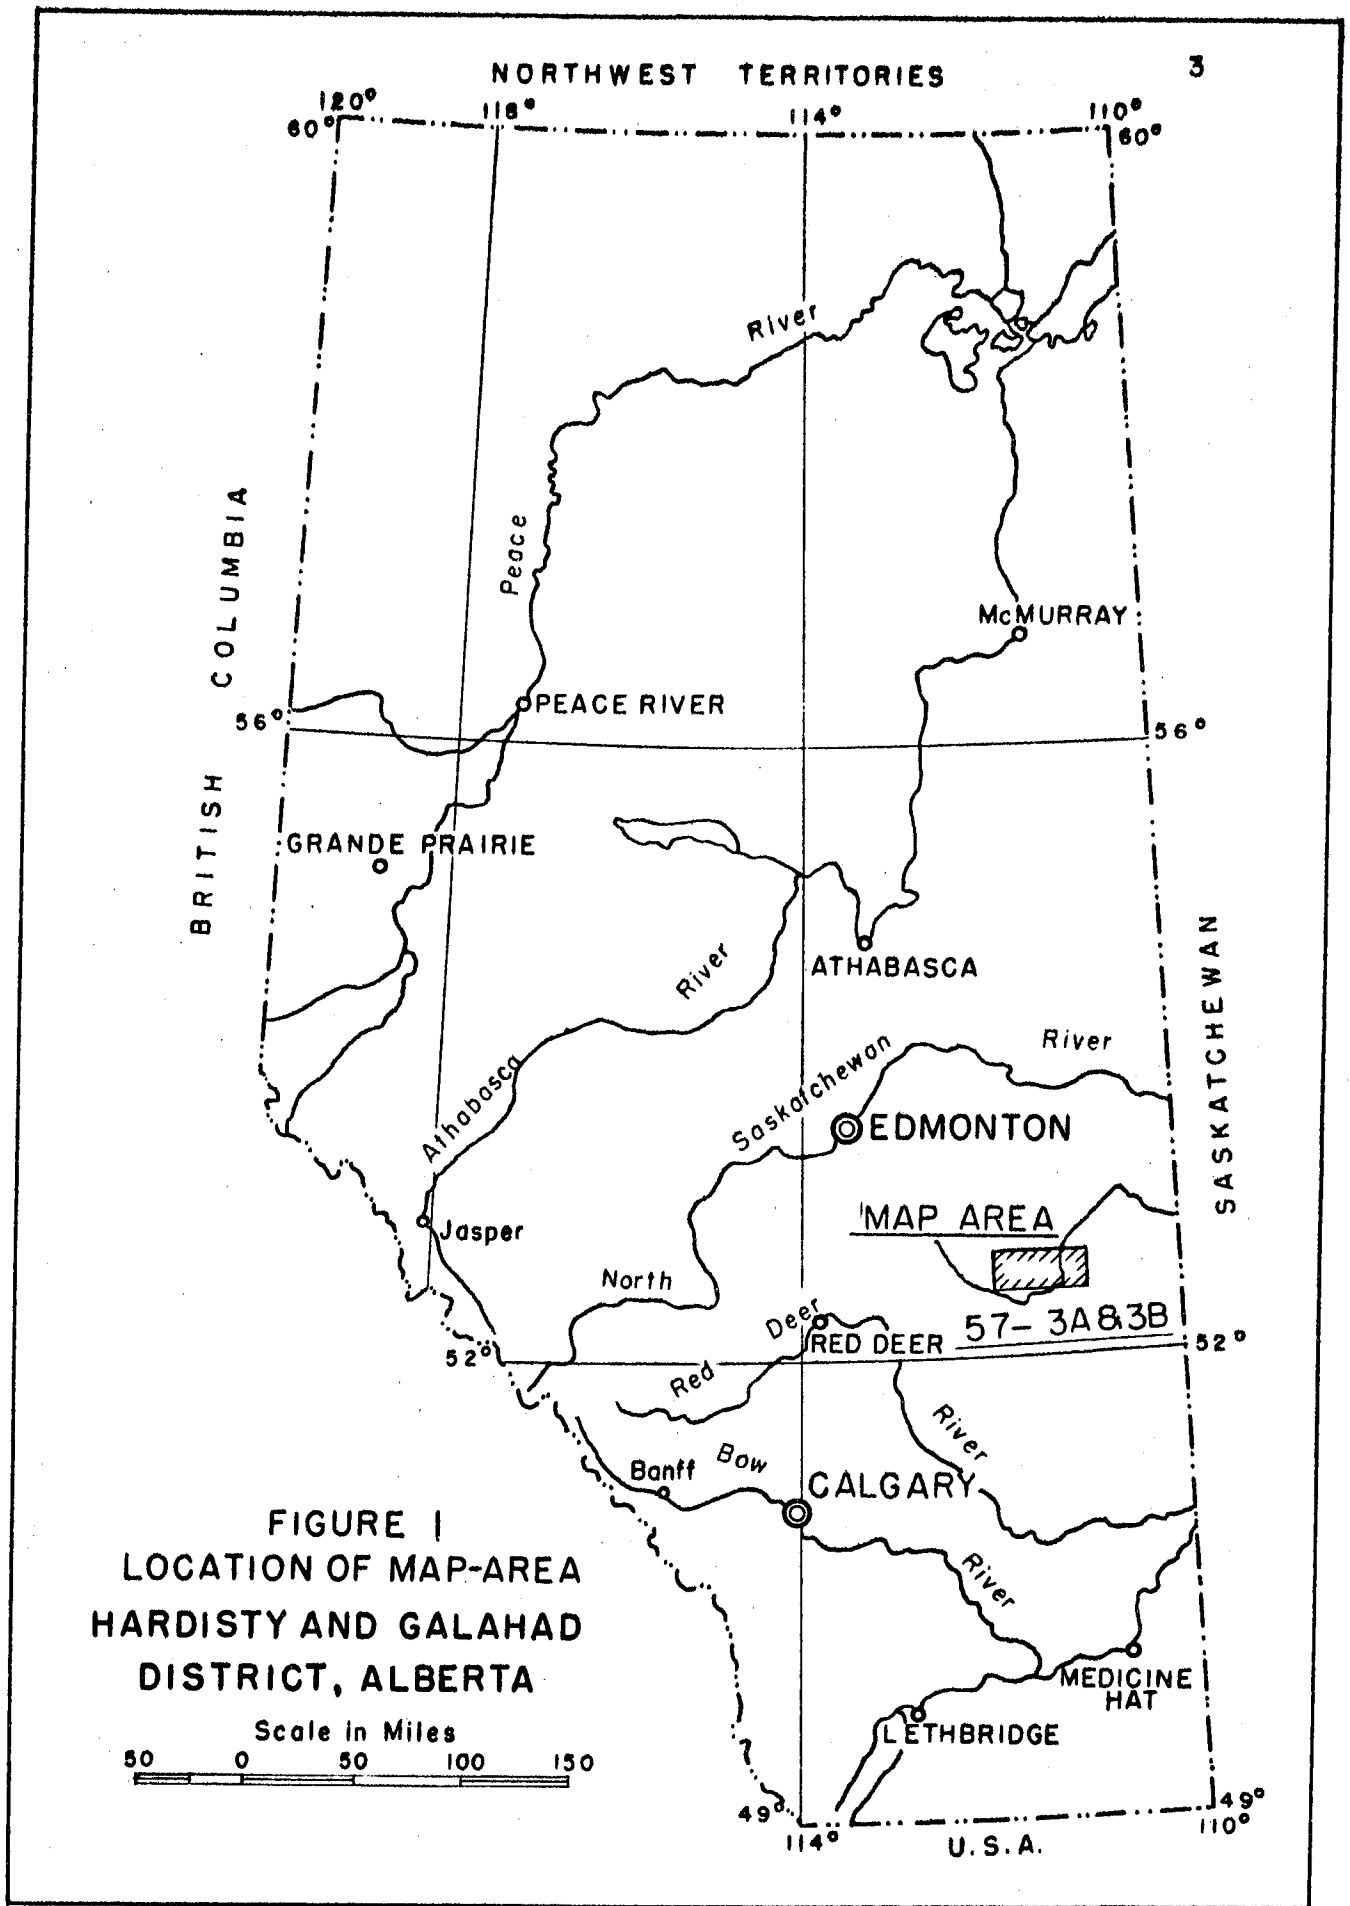 3
NORTHWEST TERRITORIES
120°
118°
114°
110°
60°
60°
River
Peace
BRITISH COLUMBIA
McMURRAY
PEACE RIVER
56°
56°
GRANDE PRAIRIE
ATHABASCA
River
Athabasca
SASKATCHEWAN
River
Saskatchewan
EDMONTON
MAP AREA
Jasper
North
Deer
57-3A&3B
RED DEER
52°
52°
Red
River
Bow
Banff
CALGARY
River
FIGURE 1
LOCATION OF MAP-AREA
HARDISTY AND GALAHAD
DISTRICT, ALBERTA
MEDICINE
HAT
LETHBRIDGE
Scale in Miles
50 0 50 100 150
49°
49°
114°
110°
U.S.A.